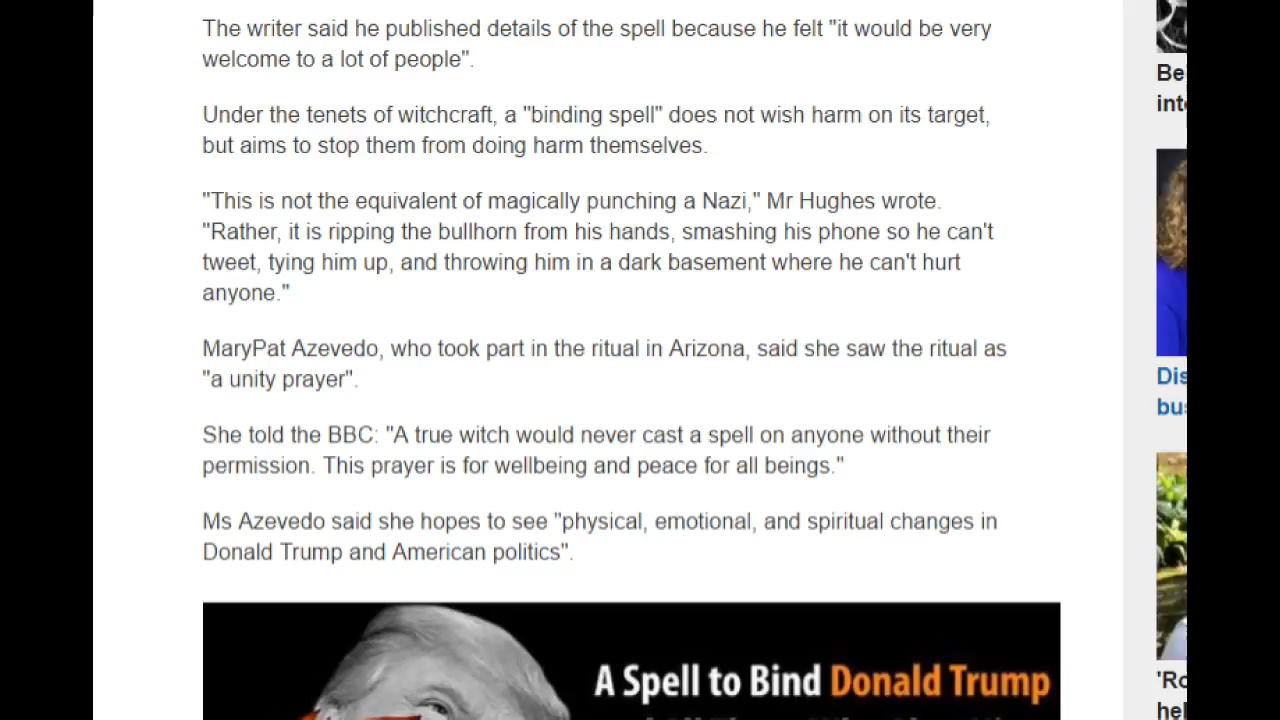 The writer said he published details of the spell because he felt "it would be very
welcome to a lot of people".
Under the tenets of witchcraft, a "binding spell" does not wish harm on its target,
but aims to stop them from doing harm themselves.
"This is not the equivalent of magically punching a Nazi," Mr Hughes wrote.
"Rather, it is ripping the bullhorn from his hands, smashing his phone so he can't
tweet, tying him up, and throwing him in a dark basement where he can't hurt
anyone."
MaryPat Azevedo, who took part in the ritual in Arizona, said she saw the ritual as
"a unity prayer".
She told the BBC: "A true witch would never cast a spell on anyone without their
permission. This prayer is for wellbeing and peace for all beings."
Ms Azevedo said she hopes to see "physical, emotional, and spiritual changes in
Donald Trump and American politics".
A Spell to Bind Donald Trump
Be
int
Dis
bus
'Ro
hel